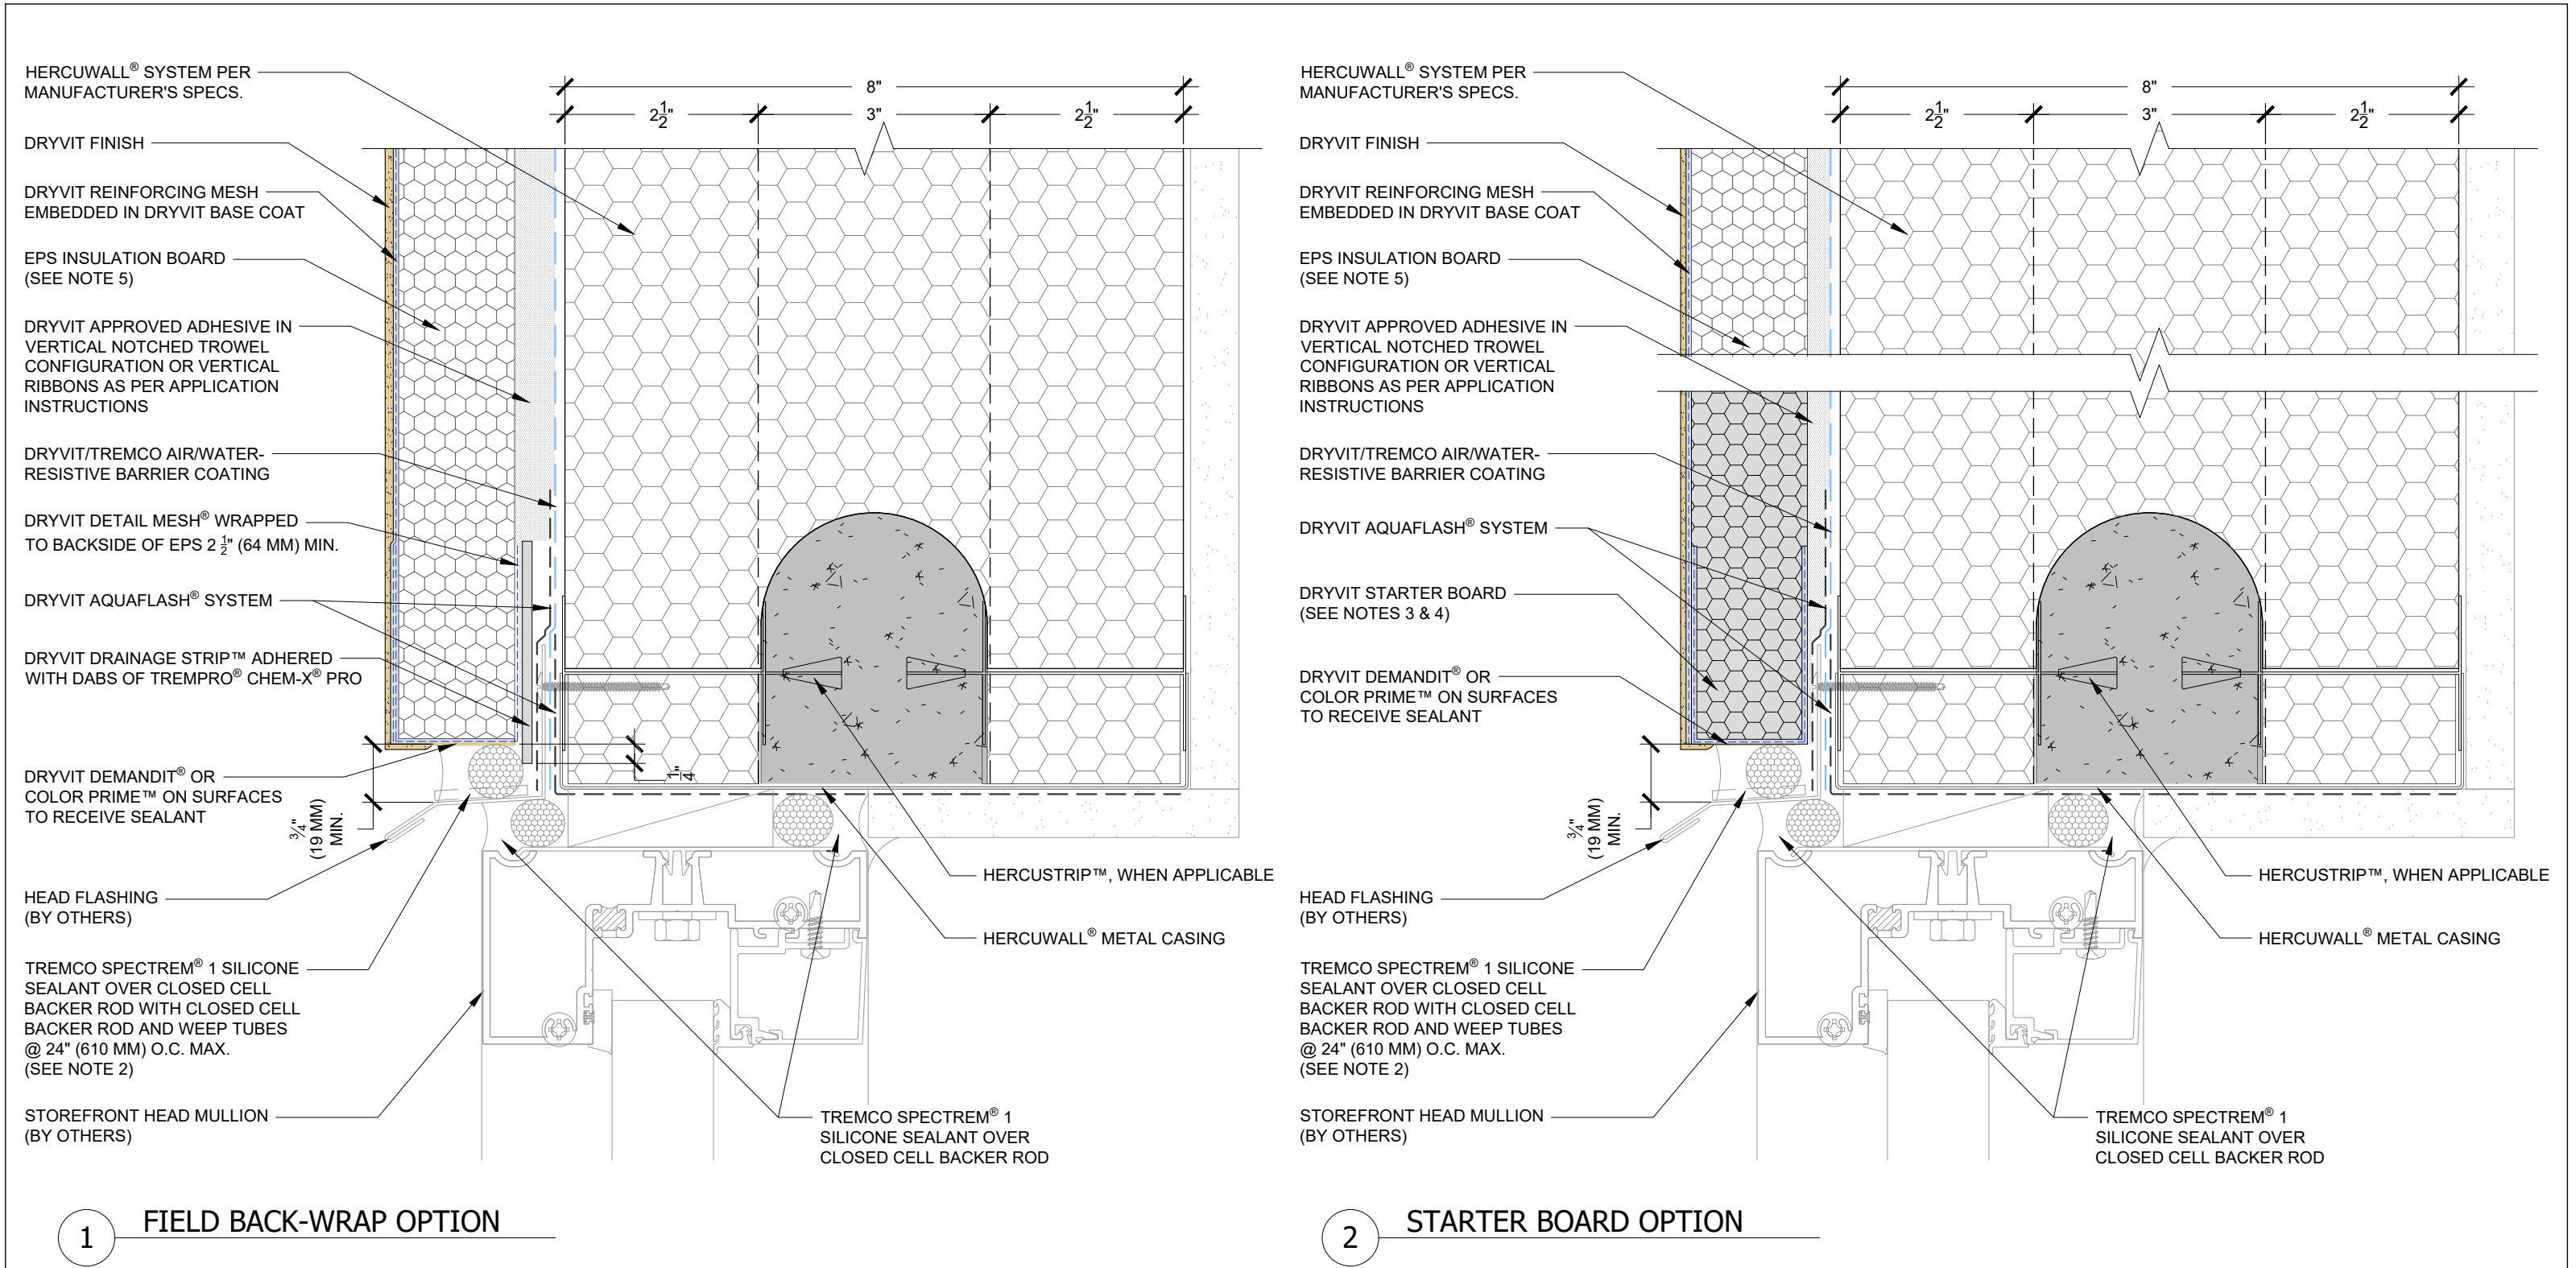 HERCUWALL® SYSTEM PER
MANUFACTURER'S SPECS.
DRYVIT FINISH
DRYVIT REINFORCING MESH
EMBEDDED IN DRYVIT BASE COAT
EPS INSULATION BOARD
(SEE NOTE 5)
DRYVIT APPROVED ADHESIVE IN
VERTICAL NOTCHED TROWEL
CONFIGURATION OR VERTICAL
RIBBONS AS PER APPLICATION
INSTRUCTIONS
DRYVIT/TREMCO AIR/WATER-
RESISTIVE BARRIER COATING
DRYVIT DETAIL MESH® WRAPPED
TO BACKSIDE OF EPS 2 1/2" (64 MM) MIN.
DRYVIT AQUAFLASH® SYSTEM
DRYVIT DRAINAGE STRIP™ ADHERED
WITH DABS OF TREMPRO® CHEM-X® PRO
DRYVIT DEMANDIT® OR
COLOR PRIME™ ON SURFACES
TO RECEIVE SEALANT
HEAD FLASHING
(BY OTHERS)
TREMCO SPECTREM® 1 SILICONE
SEALANT OVER CLOSED CELL
BACKER ROD WITH CLOSED CELL
BACKER ROD AND WEEP TUBES
@ 24" (610 MM) O.C. MAX.
(SEE NOTE 2)
STOREFRONT HEAD MULLION
(BY OTHERS)
8"
2 1/2"
3"
2 1/2"
1/4
3/4"
(19 MM)
MIN.
HERCUSTRIP™, WHEN APPLICABLE
HERCUWALL® METAL CASING
TREMCO SPECTREM® 1
SILICONE SEALANT OVER
CLOSED CELL BACKER ROD
1
FIELD BACK-WRAP OPTION
HERCUWALL® SYSTEM PER
MANUFACTURER'S SPECS.
DRYVIT FINISH
DRYVIT REINFORCING MESH
EMBEDDED IN DRYVIT BASE COAT
EPS INSULATION BOARD
(SEE NOTE 5)
DRYVIT APPROVED ADHESIVE IN
VERTICAL NOTCHED TROWEL
CONFIGURATION OR VERTICAL
RIBBONS AS PER APPLICATION
INSTRUCTIONS
DRYVIT/TREMCO AIR/WATER-
RESISTIVE BARRIER COATING
DRYVIT AQUAFLASH® SYSTEM
DRYVIT STARTER BOARD
(SEE NOTES 3 & 4)
DRYVIT DEMANDIT® OR
COLOR PRIME™ ON SURFACES
TO RECEIVE SEALANT
HEAD FLASHING
(BY OTHERS)
TREMCO SPECTREM® 1 SILICONE
SEALANT OVER CLOSED CELL
BACKER ROD WITH CLOSED CELL
BACKER ROD AND WEEP TUBES
@ 24" (610 MM) O.C. MAX.
(SEE NOTE 2)
STOREFRONT HEAD MULLION
(BY OTHERS)
8"
2 1/2"
3"
2 1/2"
3/4"
(19 MM)
MIN.
HERCUSTRIP™, WHEN APPLICABLE
HERCUWALL® METAL CASING
TREMCO SPECTREM® 1
SILICONE SEALANT OVER
CLOSED CELL BACKER ROD
2
STARTER BOARD OPTION